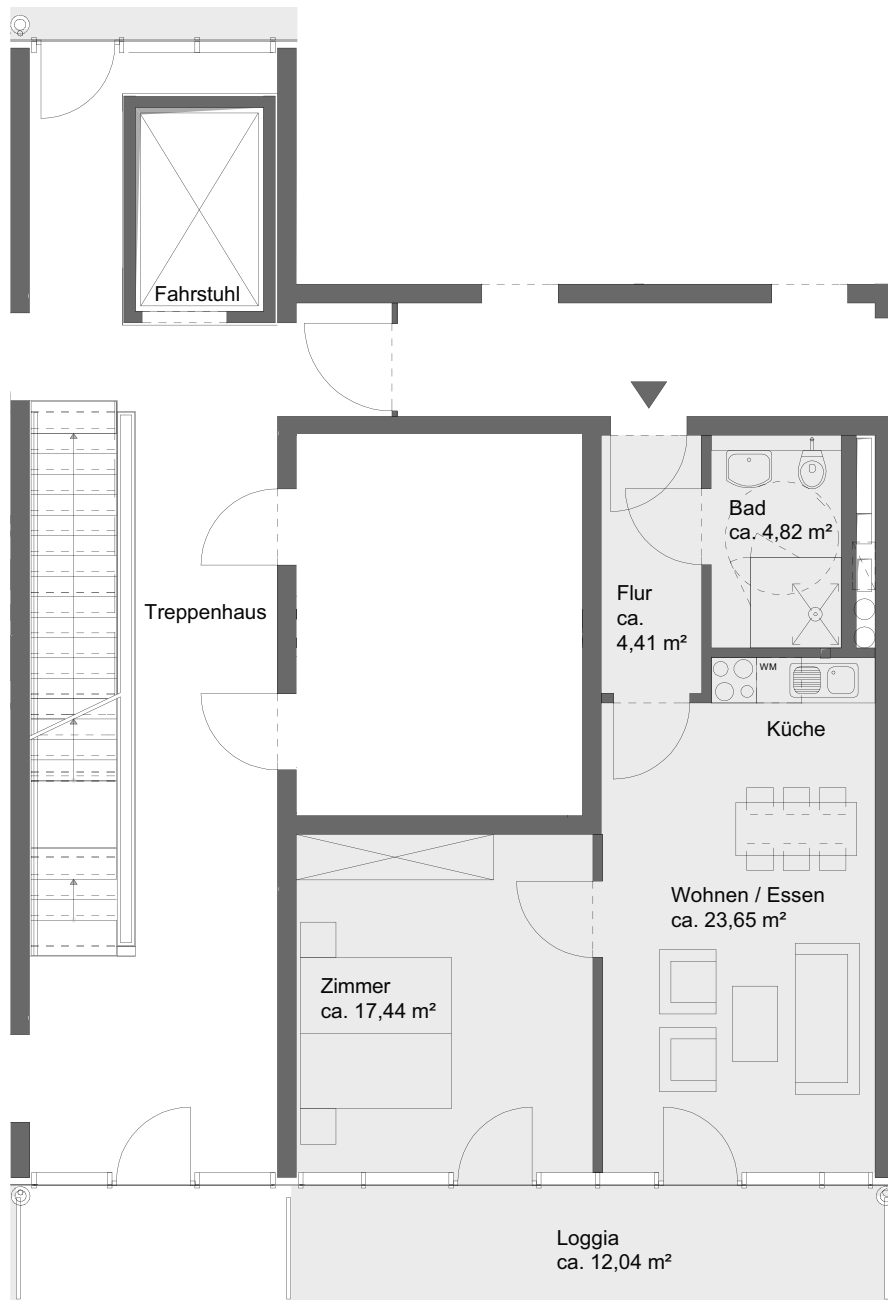 Fahrstuhl
Bad
ca. 4,82 m²
Flur
ca.
4,41 m²
Treppenhaus
WM
Küche
Wohnen / Essen
ca. 23,65 m²
Zimmer
ca. 17,44 m²
Loggia
ca. 12,04 m²